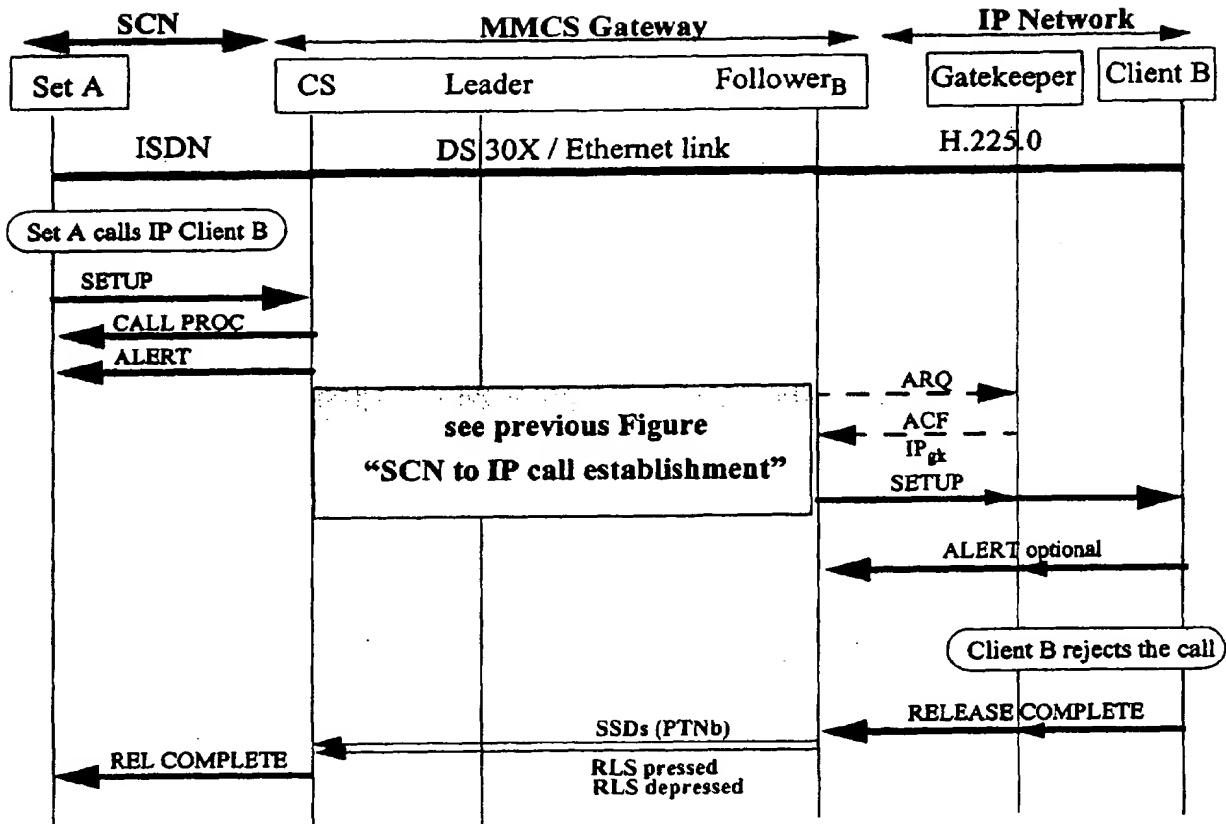 SCN
MMCS Gateway
IP Network
Set A
CS
Leader
Follower_B
Gatekeeper
Client B
ISDN
DS 30X / Ethernet link
H.225.0
Set A calls IP Client B
SETUP
CALL PROC
ALERT
see previous Figure
“SCN to IP call establishment”
ARQ
ACF
IP_gk
SETUP
ALERT optional
Client B rejects the call
RELEASE COMPLETE
SSDs (PTNb)
RLS pressed
RLS depressed
REL COMPLETE